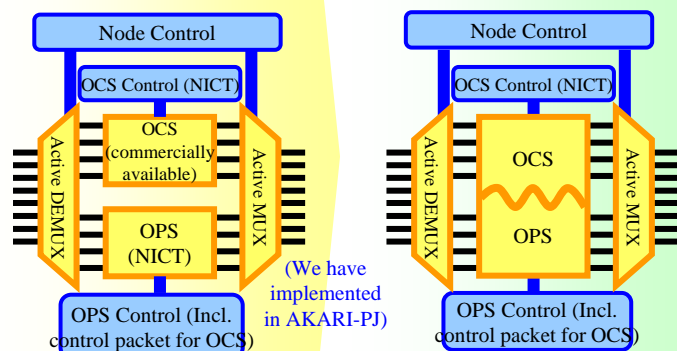 Node Control
OCS Control (NICT)
Active DEMUX
OCS
(commercially
available)
Active MUX
OPS
(NICT)
(We have
implemented
in AKARI-PJ)
OPS Control (Incl.
control packet for OCS)
Node Control
OCS Control (NICT)
Active DEMUX
OCS
OPS
Active MUX
OPS Control (Incl.
control packet for OCS)